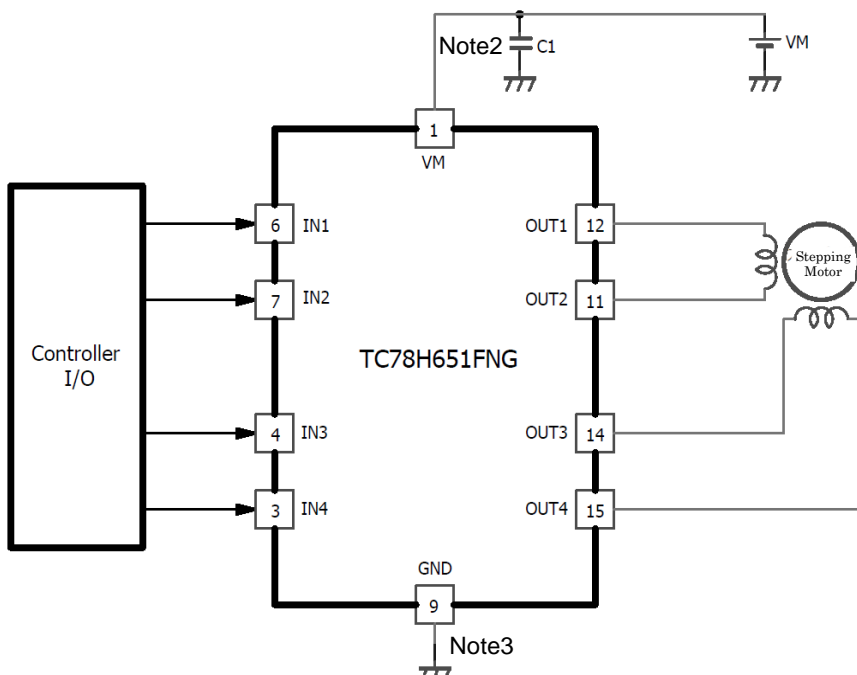 Note2
C1
VM
1
VM
6
IN1
OUT1
12
Stepping
Motor
7
IN2
OUT2
11
Controller
I/O
TC78H651FNG
4
IN3
OUT3
14
3
IN4
OUT4
15
GND
9
Note3